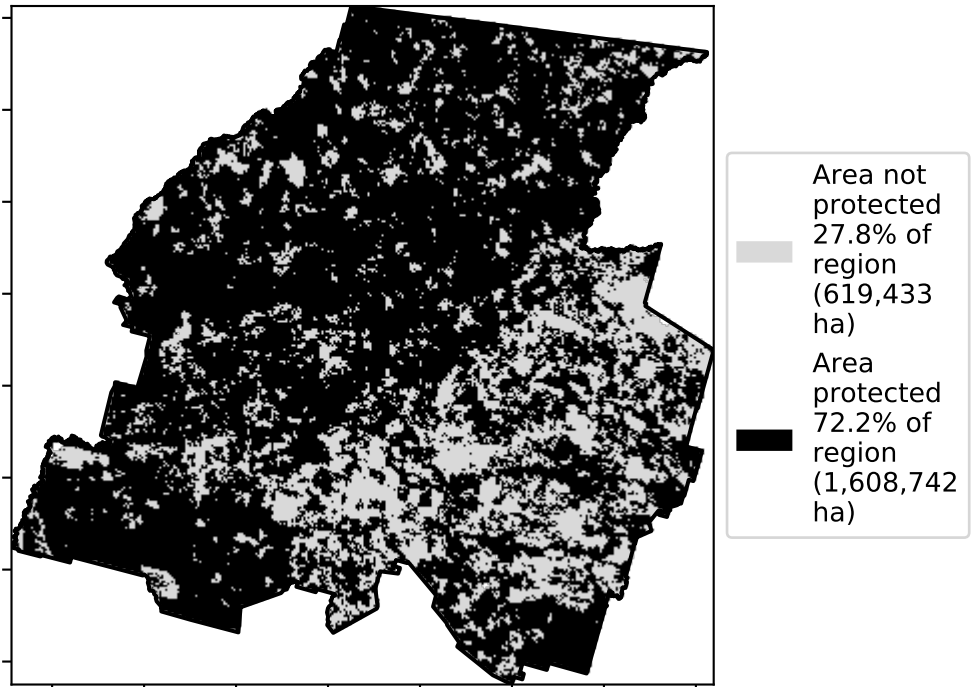 Area not
protected
27.8% of
region
(619,433
ha)
Area
protected
72.2% of
region
(1,608,742
ha)